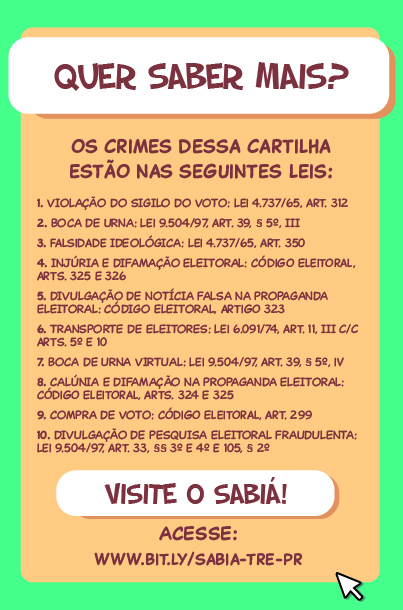 QUER SABER MAIS?
OS CRIMES DESSA CARTILHA
ESTÃO NAS SEGUINTES LEIS:
1. VIOLAÇÃO DO SIGILO DO VOTO: LEI 4.737/65, ART. 312
2. BOCA DE URNA: LEI 9.504/97, ART. 39, § 5º, III
3. FALSIDADE IDEOLÓGICA: LEI 4.737/65, ART. 350
4. INJÚRIA E DIFAMAÇÃO ELEITORAL: CÓDIGO ELEITORAL,
ARTS. 325 E 326
5. DIVULGAÇÃO DE NOTÍCIA FALSA NA PROPAGANDA
ELEITORAL: CÓDIGO ELEITORAL, ARTIGO 323
6. TRANSPORTE DE ELEITORES: LEI 6.091/74, ART. 11, III C/C
ARTS. 5º E 10
7. BOCA DE URNA VIRTUAL: LEI 9.504/97, ART. 39, § 5º, IV
8. CALÚNIA E DIFAMAÇÃO NA PROPAGANDA ELEITORAL:
CÓDIGO ELEITORAL, ARTS. 324 E 325
9. COMPRA DE VOTO: CÓDIGO ELEITORAL, ART. 299
10. DIVULGAÇÃO DE PESQUISA ELEITORAL FRAUDULENTA:
LEI 9.504/97, ART. 33, §§ 3º E 4º E 105, § 2º
VISITE O SABIÁ!
ACESSE:
WWW.BIT.LY/SABIA-TRE-PR